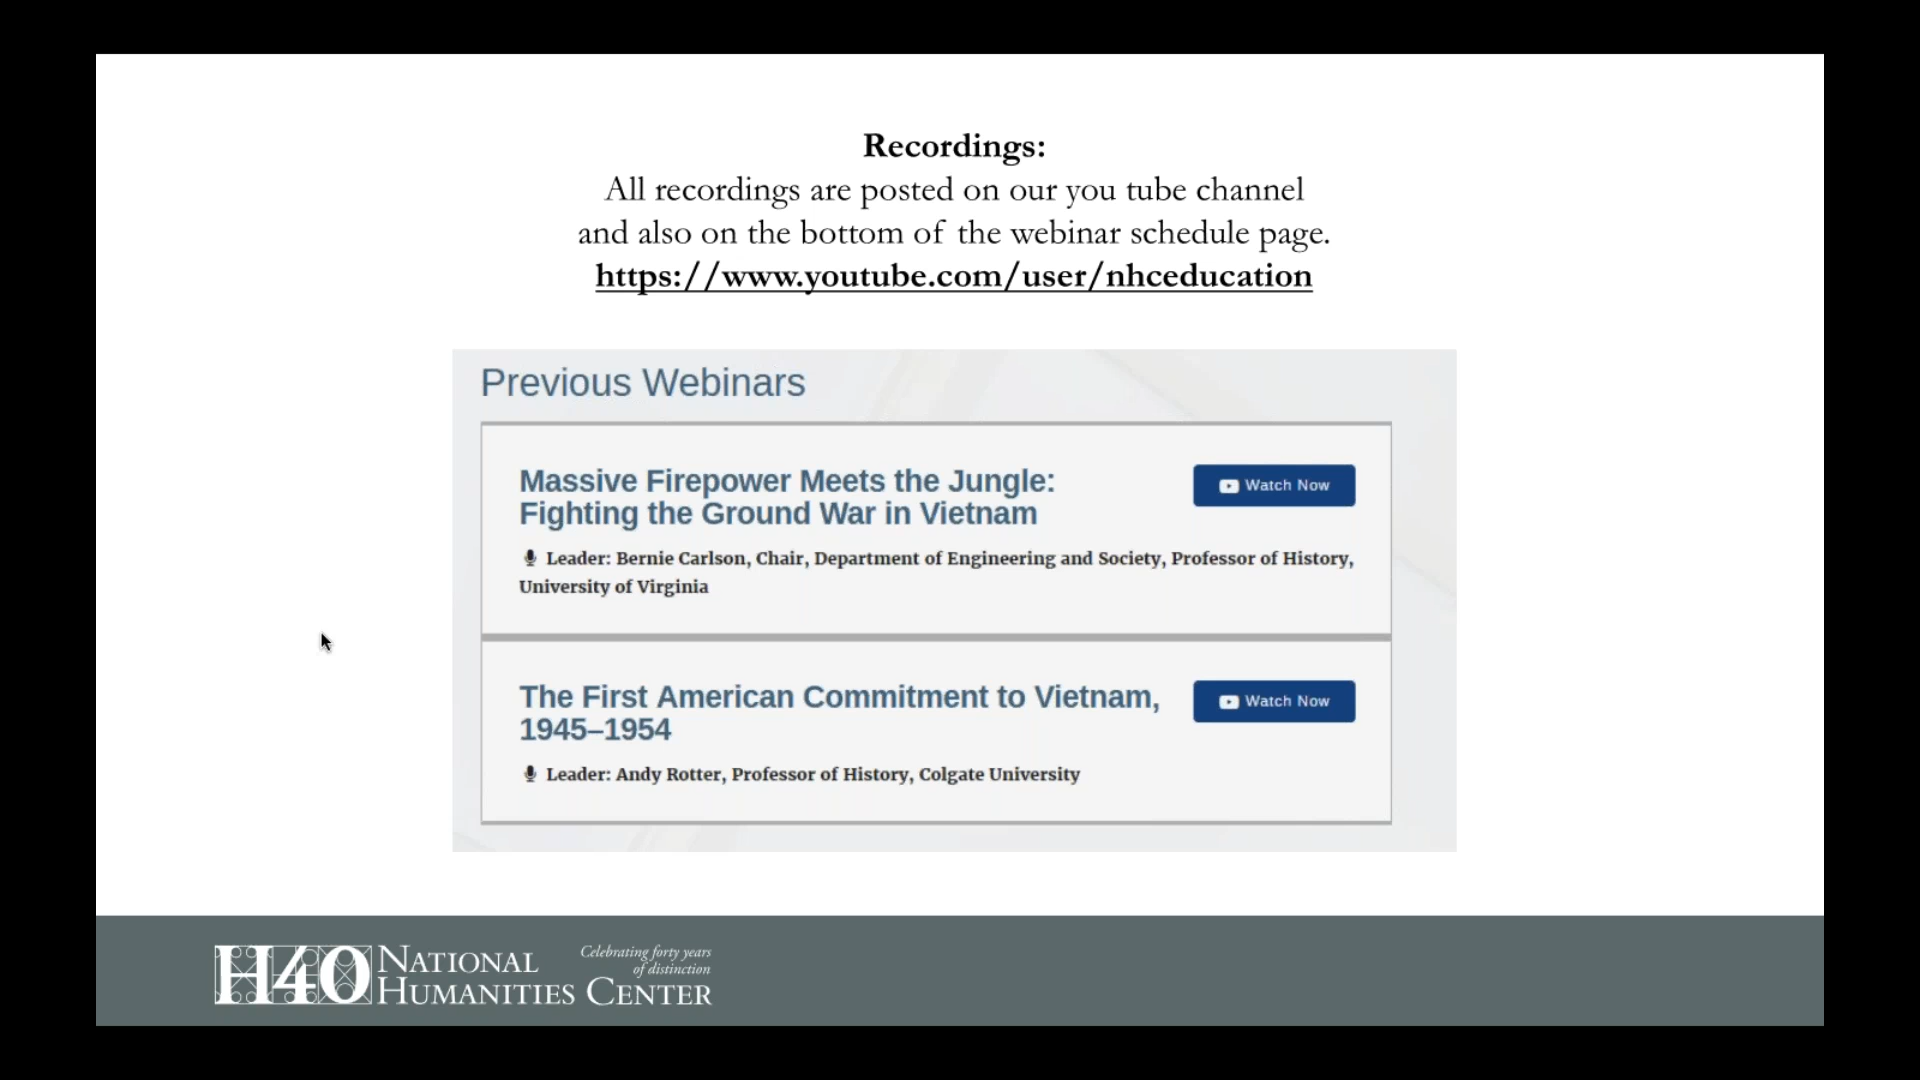 Recordings:
All recordings are posted on our you tube channel
and also on the bottom of the webinar schedule page.
https://www.youtube.com/user/nhceducation
Previous Webinars
Massive Firepower Meets the Jungle:
Fighting the Ground War in Vietnam
Watch Now
Leader: Bernie Carlson, Chair, Department of Engineering and Society, Professor of History,
University of Virginia
The First American Commitment to Vietnam,
1945–1954
Watch Now
Leader: Andy Rotter, Professor of History, Colgate University
H40
NATIONAL
HUMANITIES CENTER
Celebrating forty years
of distinction